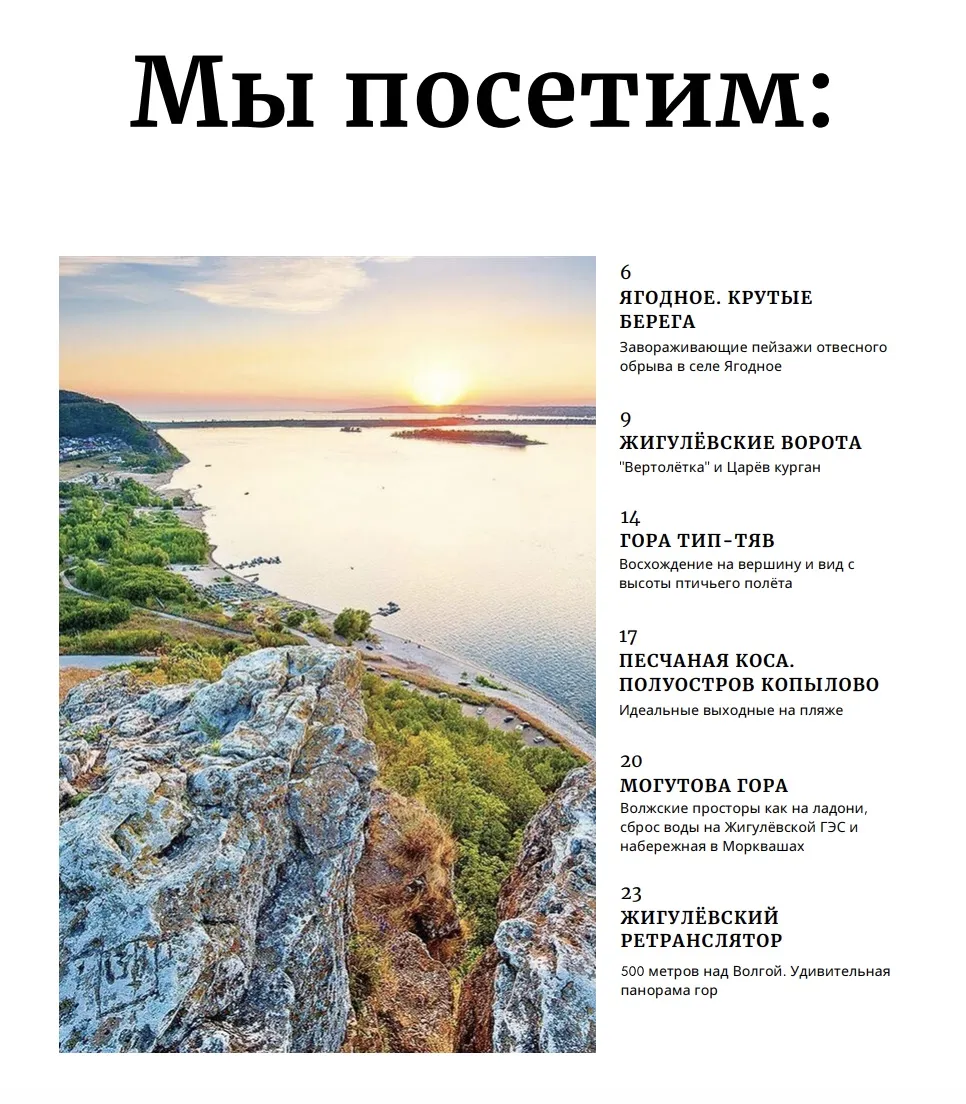 Мы посетим:
6
ЯГОДНОЕ. КРУТЫЕ
БЕРЕГА
Завораживающие пейзажи отвесного
обрыва в селе Ягодное
9
ЖИГУЛЁВСКИЕ ВОРОТА
"Вертолётка" и Царёв курган
14
ГОРА ТИП-ТЯВ
Восхождение на вершину и вид с
высоты птичьего полёта
17
ПЕСЧАНАЯ КОСА.
ПОЛУОСТРОВ КОПЫЛОВО
Идеальные выходные на пляже
20
МОГУТОВА ГОРА
Волжские просторы как на ладони,
сброс воды на Жигулёвской ГЭС и
набережная в Морквашах
23
ЖИГУЛЁВСКИЙ
РЕТРАНСЛЯТОР
500 метров над Волгой. Удивительная
панорама гор